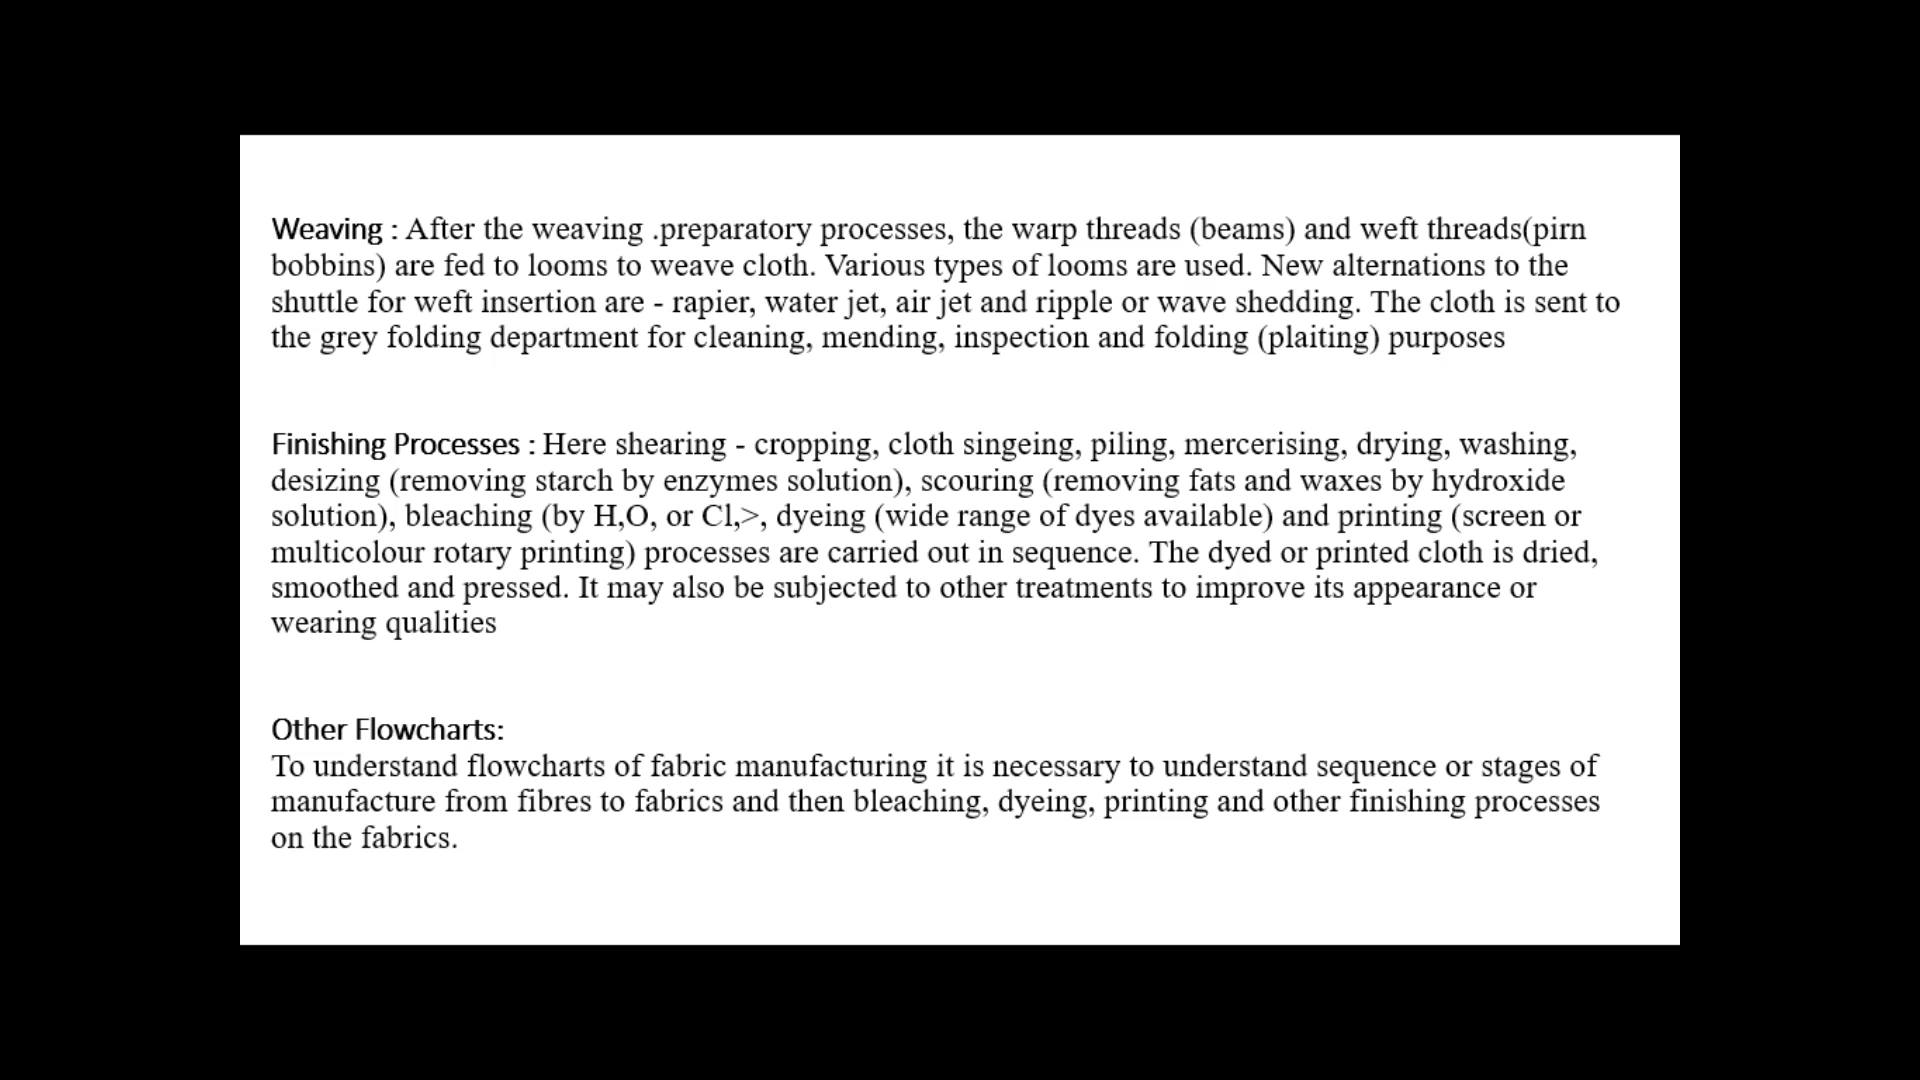 Weaving : After the weaving .preparatory processes, the warp threads (beams) and weft threads(pirn
bobbins) are fed to looms to weave cloth. Various types of looms are used. New alternations to the
shuttle for weft insertion are - rapier, water jet, air jet and ripple or wave shedding. The cloth is sent to
the grey folding department for cleaning, mending, inspection and folding (plaiting) purposes
Finishing Processes : Here shearing - cropping, cloth singeing, piling, mercerising, drying, washing,
desizing (removing starch by enzymes solution), scouring (removing fats and waxes by hydroxide
solution), bleaching (by H,O, or Cl,>, dyeing (wide range of dyes available) and printing (screen or
multicolour rotary printing) processes are carried out in sequence. The dyed or printed cloth is dried,
smoothed and pressed. It may also be subjected to other treatments to improve its appearance or
wearing qualities
Other Flowcharts:
To understand flowcharts of fabric manufacturing it is necessary to understand sequence or stages of
manufacture from fibres to fabrics and then bleaching, dyeing, printing and other finishing processes
on the fabrics.